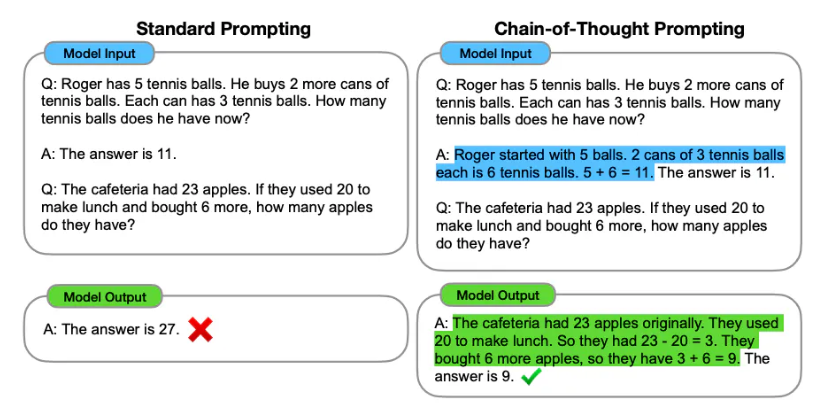 Standard Prompting
Model Input
Q: Roger has 5 tennis balls. He buys 2 more cans of
tennis balls. Each can has 3 tennis balls. How many
tennis balls does he have now?
A: The answer is 11.
Q: The cafeteria had 23 apples. If they used 20 to
make lunch and bought 6 more, how many apples
do they have?
Model Output
A: The answer is 27.
Chain-of-Thought Prompting
Model Input
Q: Roger has 5 tennis balls. He buys 2 more cans of
tennis balls. Each can has 3 tennis balls. How many
tennis balls does he have now?
A: Roger started with 5 balls. 2 cans of 3 tennis balls
each is 6 tennis balls. 5 + 6 = 11. The answer is 11.
Q: The cafeteria had 23 apples. If they used 20 to
make lunch and bought 6 more, how many apples
do they have?
Model Output
A: The cafeteria had 23 apples originally. They used
20 to make lunch. So they had 23 - 20 = 3. They
bought 6 more apples, so they have 3 + 6 = 9. The
answer is 9.